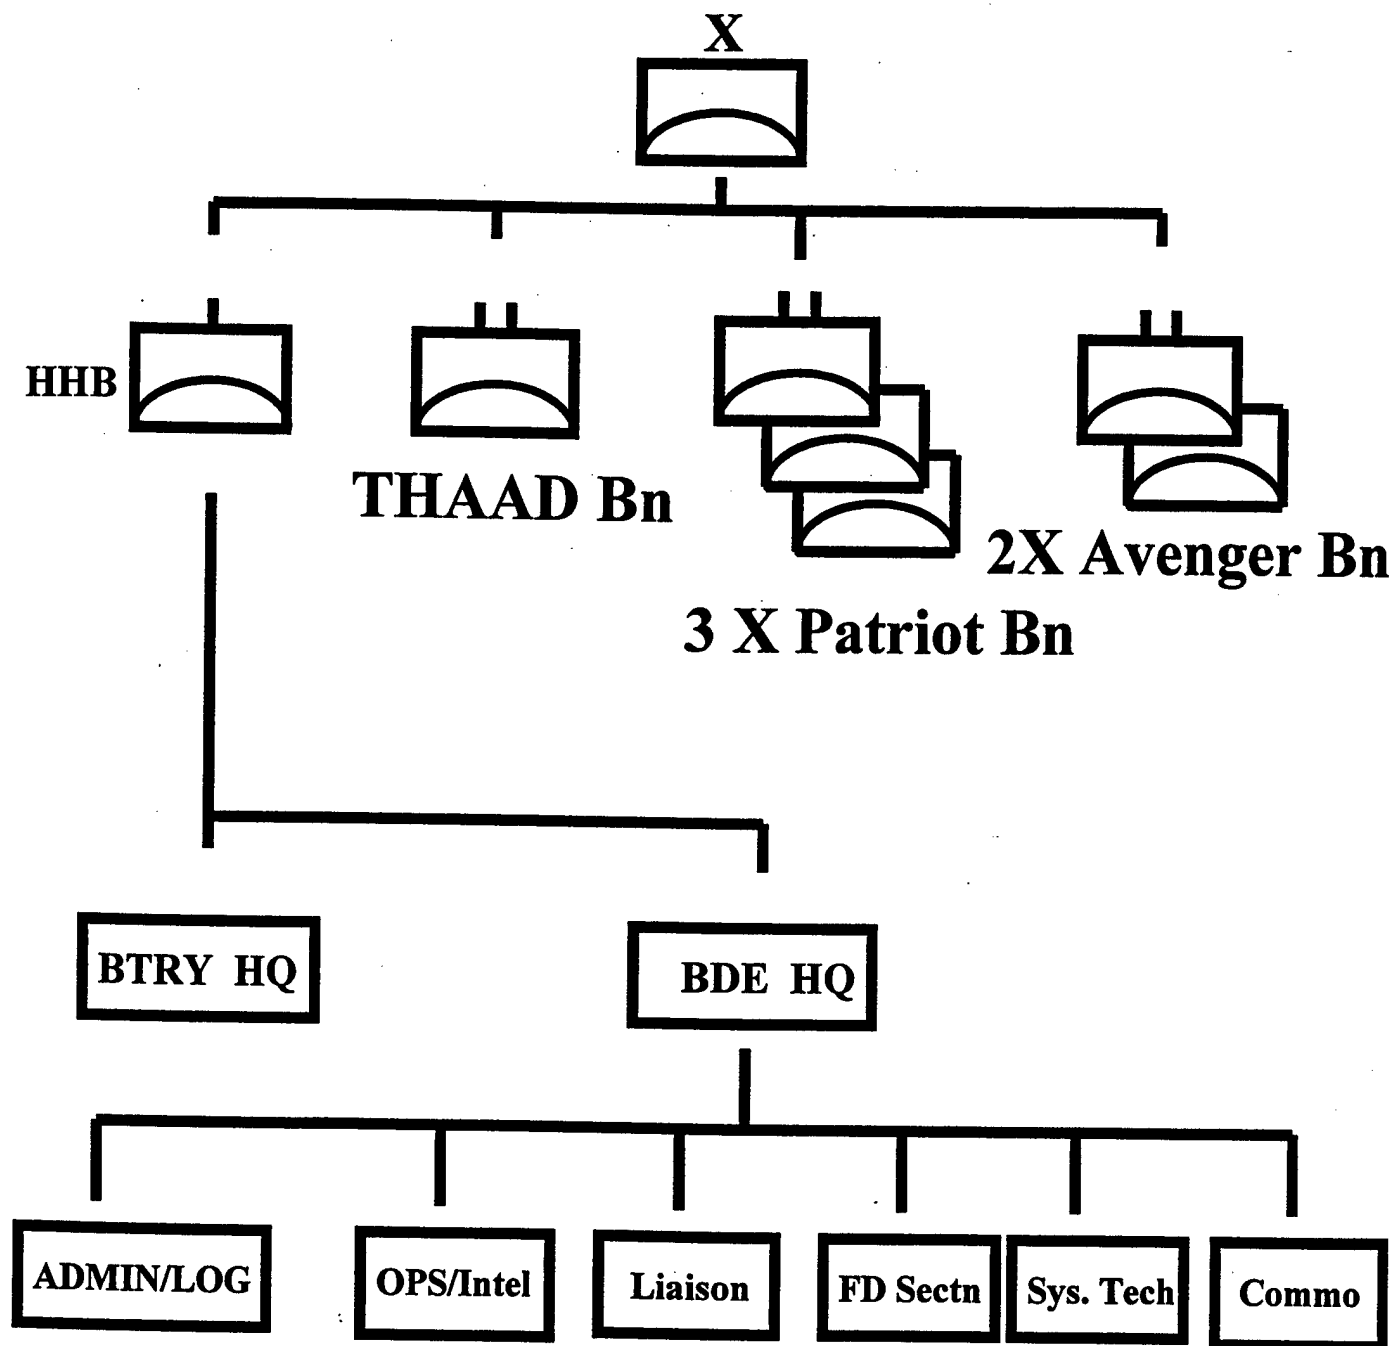 X
HHB
THAAD Bn
2X Avenger Bn
3 X Patriot Bn
BTRY HQ
BDE HQ
ADMIN/LOG
OPS/Intel
Liaison
FD Sectn
Sys. Tech
Commo